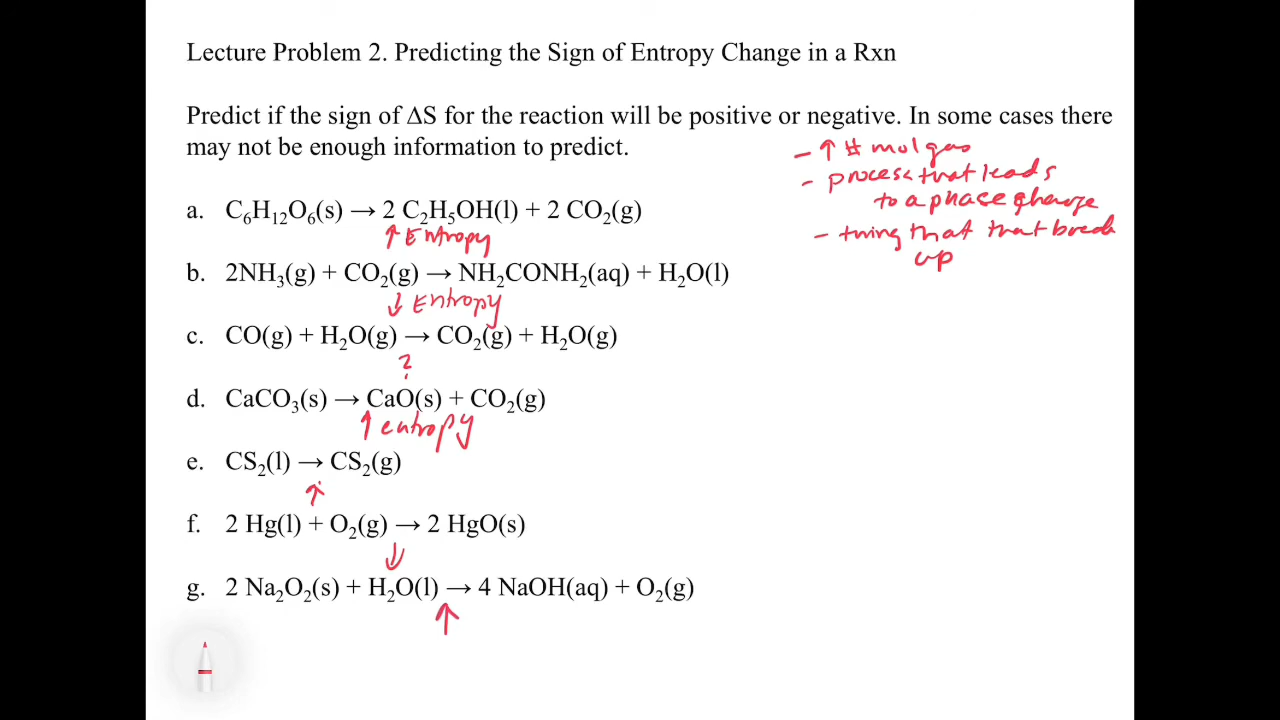 Lecture Problem 2. Predicting the Sign of Entropy Change in a Rxn
Predict if the sign of ΔS for the reaction will be positive or negative. In some cases there
may not be enough information to predict.
- ↑ # mol gas
- process that leads
to a phase change
- thing that that break
up
a. C₆H₁₂O₆(s) → 2 C₂H₅OH(l) + 2 CO₂(g)
↑ Entropy
b. 2NH₃(g) + CO₂(g) → NH₂CONH₂(aq) + H₂O(l)
↓ Entropy
c. CO(g) + H₂O(g) → CO₂(g) + H₂O(g)
?
d. CaCO₃(s) → CaO(s) + CO₂(g)
↑ entropy
e. CS₂(l) → CS₂(g)
↑
f. 2 Hg(l) + O₂(g) → 2 HgO(s)
↓
g. 2 Na₂O₂(s) + H₂O(l) → 4 NaOH(aq) + O₂(g)
↑